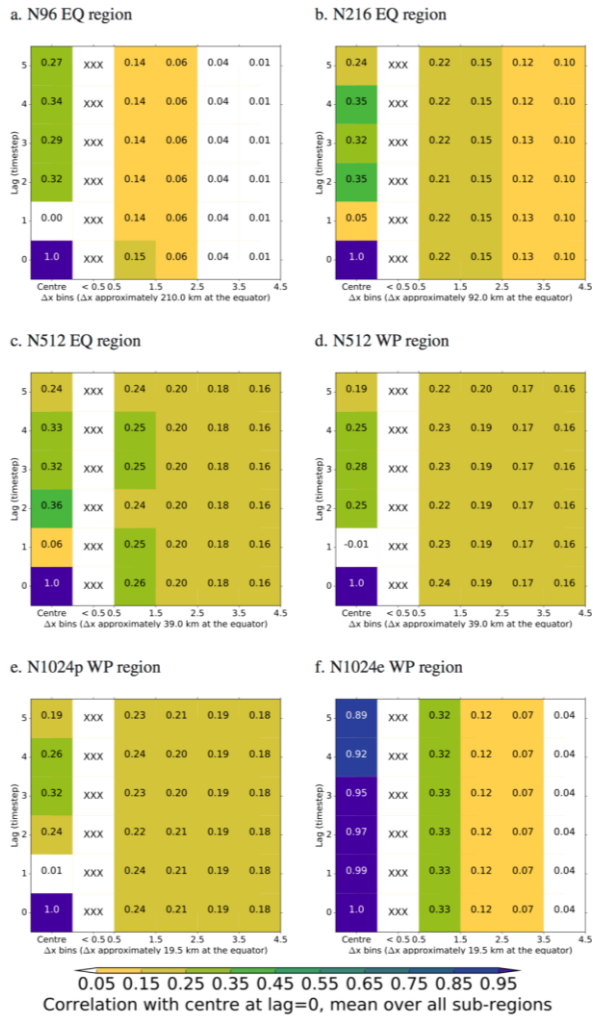 a. N96 EQ region
Lag (timestep)
5 0.27 XXX 0.14 0.06 0.04 0.01
4 0.34 XXX 0.14 0.06 0.04 0.01
3 0.29 XXX 0.14 0.06 0.04 0.01
2 0.32 XXX 0.14 0.06 0.04 0.01
1 0.00 XXX 0.14 0.06 0.04 0.01
0 1.0 XXX 0.15 0.06 0.04 0.01
Centre < 0.5 0.5 1.5 2.5 3.5 4.5
Δx bins (Δx approximately 210.0 km at the equator)
b. N216 EQ region
Lag (timestep)
5 0.24 XXX 0.22 0.15 0.12 0.10
4 0.35 XXX 0.22 0.15 0.12 0.10
3 0.32 XXX 0.22 0.15 0.13 0.10
2 0.35 XXX 0.21 0.15 0.12 0.10
1 0.05 XXX 0.22 0.15 0.13 0.10
0 1.0 XXX 0.22 0.15 0.13 0.10
Centre < 0.5 0.5 1.5 2.5 3.5 4.5
Δx bins (Δx approximately 92.0 km at the equator)
c. N512 EQ region
Lag (timestep)
5 0.24 XXX 0.24 0.20 0.18 0.16
4 0.33 XXX 0.25 0.20 0.18 0.16
3 0.32 XXX 0.25 0.20 0.18 0.16
2 0.36 XXX 0.24 0.20 0.18 0.16
1 0.06 XXX 0.25 0.20 0.18 0.16
0 1.0 XXX 0.26 0.20 0.18 0.16
Centre < 0.5 0.5 1.5 2.5 3.5 4.5
Δx bins (Δx approximately 39.0 km at the equator)
d. N512 WP region
Lag (timestep)
5 0.19 XXX 0.22 0.20 0.17 0.16
4 0.25 XXX 0.23 0.19 0.17 0.16
3 0.28 XXX 0.23 0.19 0.17 0.16
2 0.25 XXX 0.22 0.19 0.17 0.16
1 -0.01 XXX 0.23 0.19 0.17 0.16
0 1.0 XXX 0.24 0.19 0.17 0.16
Centre < 0.5 0.5 1.5 2.5 3.5 4.5
Δx bins (Δx approximately 39.0 km at the equator)
e. N1024p WP region
Lag (timestep)
5 0.19 XXX 0.23 0.21 0.19 0.18
4 0.26 XXX 0.24 0.20 0.19 0.18
3 0.32 XXX 0.23 0.20 0.19 0.18
2 0.24 XXX 0.22 0.21 0.19 0.18
1 0.01 XXX 0.24 0.21 0.19 0.18
0 1.0 XXX 0.24 0.21 0.19 0.18
Centre < 0.5 0.5 1.5 2.5 3.5 4.5
Δx bins (Δx approximately 19.5 km at the equator)
f. N1024e WP region
Lag (timestep)
5 0.89 XXX 0.32 0.12 0.07 0.04
4 0.92 XXX 0.32 0.12 0.07 0.04
3 0.95 XXX 0.33 0.12 0.07 0.04
2 0.97 XXX 0.33 0.12 0.07 0.04
1 0.99 XXX 0.33 0.12 0.07 0.04
0 1.0 XXX 0.33 0.12 0.07 0.04
Centre < 0.5 0.5 1.5 2.5 3.5 4.5
Δx bins (Δx approximately 19.5 km at the equator)
0.05 0.15 0.25 0.35 0.45 0.55 0.65 0.75 0.85 0.95
Correlation with centre at lag=0, mean over all sub-regions